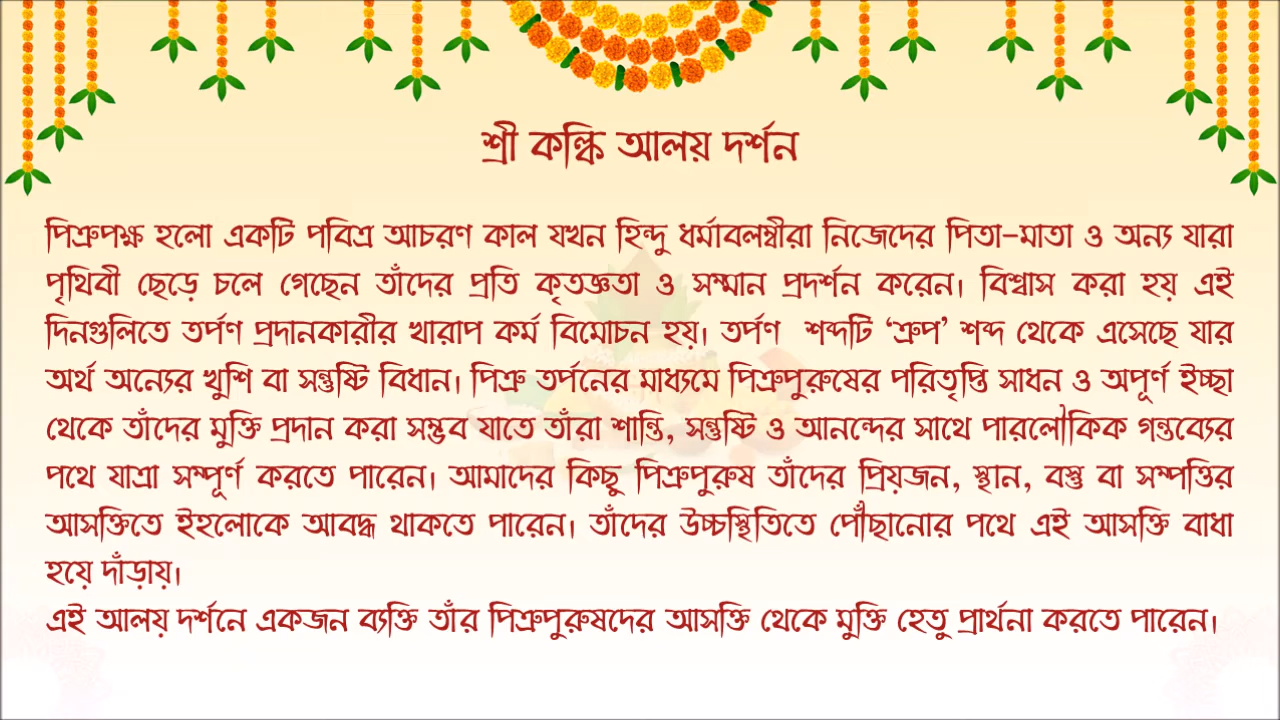 শ্রী কল্কি আলয় দর্শন
পিত্রুপক্ষ হলো একটি পবিত্র আচরণ কাল যখন হিন্দু ধর্মাবলম্বীরা নিজেদের পিতা-মাতা ও অন্য যারা
পৃথিবী ছেড়ে চলে গেছেন তাঁদের প্রতি কৃতজ্ঞতা ও সম্মান প্রদর্শন করেন। বিশ্বাস করা হয় এই
দিনগুলিতে তর্পণ প্রদানকারীর খারাপ কর্ম বিমোচন হয়। তর্পণ শব্দটি ‘ত্রুপ’ শব্দ থেকে এসেছে যার
অর্থ অন্যের খুশি বা সন্তুষ্টি বিধান। পিত্রু তর্পনের মাধ্যমে পিত্রুপুরুষের পরিতৃপ্তি সাধন ও অপূর্ণ ইচ্ছা
থেকে তাঁদের মুক্তি প্রদান করা সম্ভব যাতে তাঁরা শান্তি, সন্তুষ্টি ও আনন্দের সাথে পারলৌকিক গন্তব্যের
পথে যাত্রা সম্পূর্ণ করতে পারেন। আমাদের কিছু পিত্রুপুরুষ তাঁদের প্রিয়জন, স্থান, বস্তু বা সম্পত্তির
আসক্তিতে ইহলোকে আবদ্ধ থাকতে পারেন। তাঁদের উচ্চস্থিতিতে পৌঁছানোর পথে এই আসক্তি বাধা
হয়ে দাঁড়ায়।
এই আলয় দর্শনে একজন ব্যক্তি তাঁর পিত্রুপুরুষদের আসক্তি থেকে মুক্তি হেতু প্রার্থনা করতে পারেন।